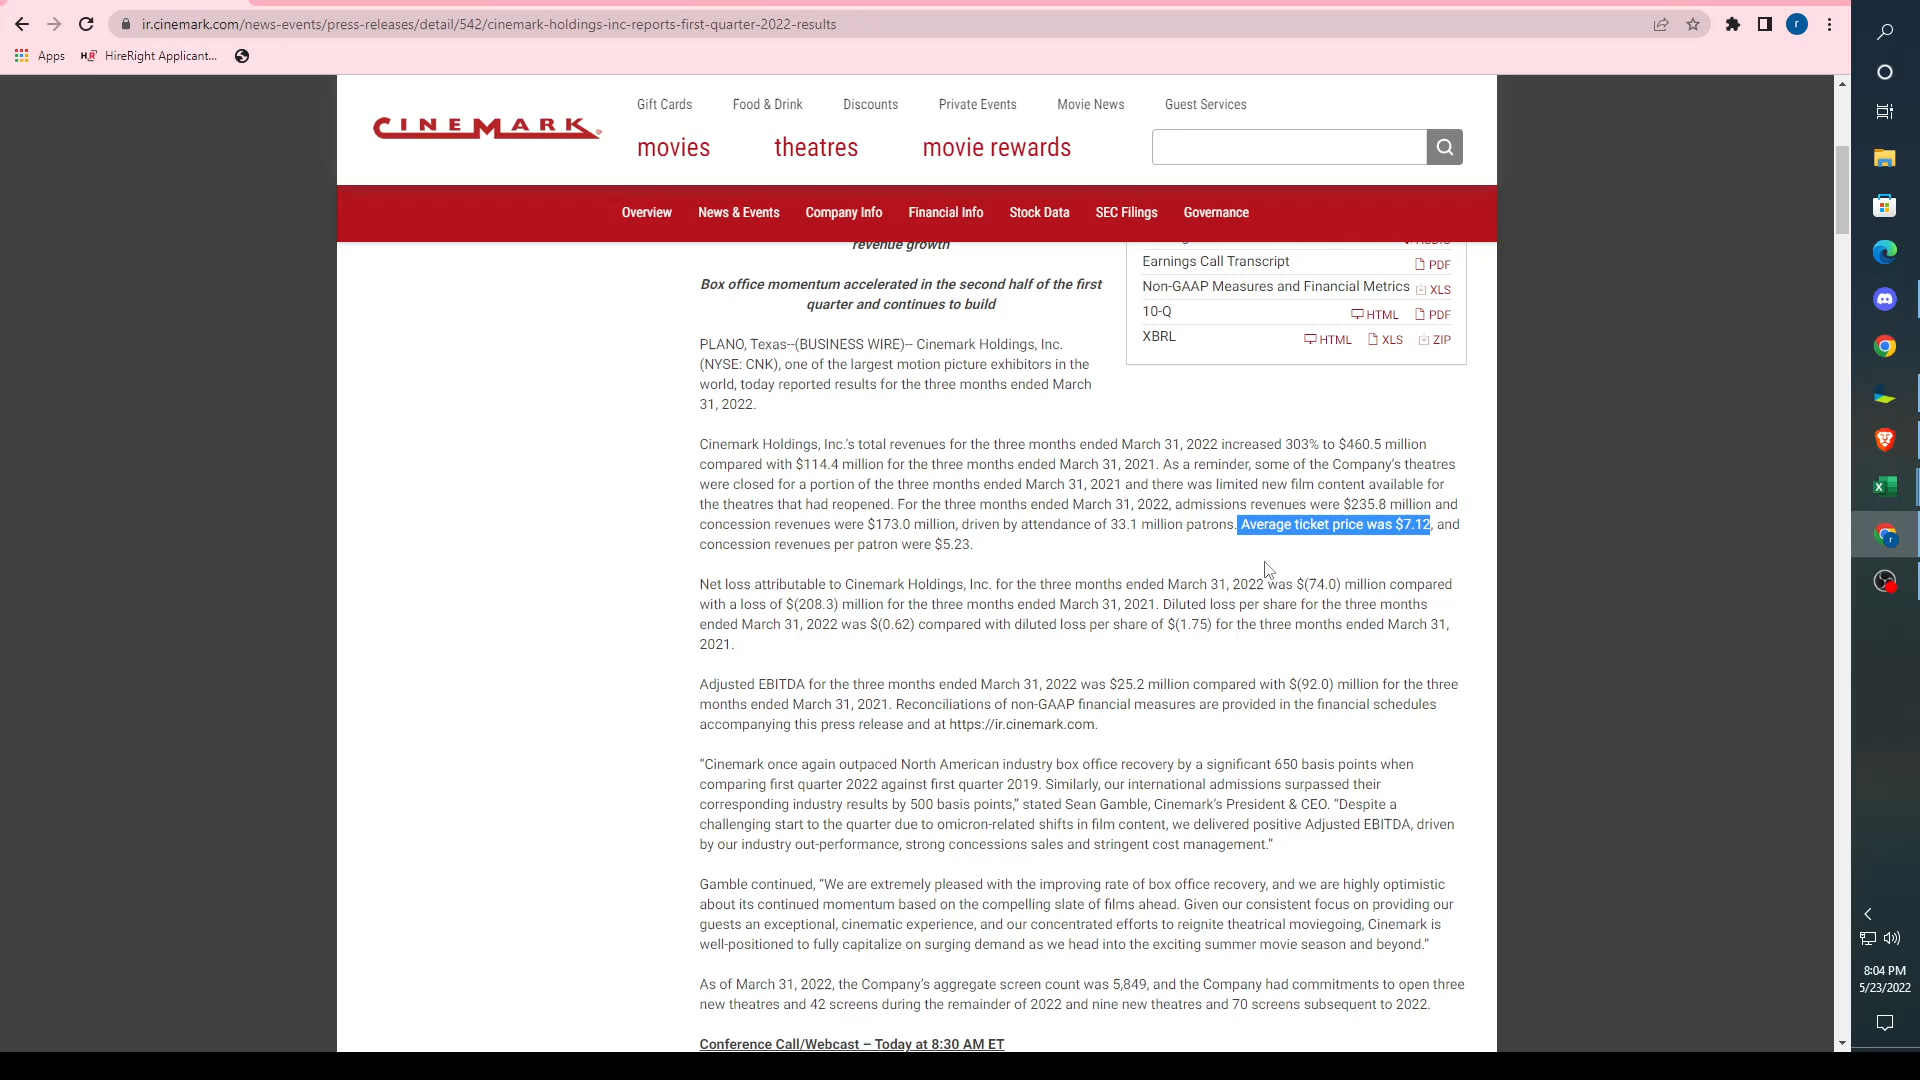 ir.cinemark.com/news-events/press-releases/detail/542/cinemark-holdings-inc-reports-first-quarter-2022-results
r
Apps
HR HireRight Applicant...
CINEMARK
Gift Cards
Food & Drink
Discounts
Private Events
Movie News
Guest Services
movies
theatres
movie rewards
Overview
News & Events
Company Info
Financial Info
Stock Data
SEC Filings
Governance
revenue growth
Box office momentum accelerated in the second half of the first
quarter and continues to build
Earnings Call Transcript PDF
Non-GAAP Measures and Financial Metrics XLS
10-Q HTML PDF
XBRL HTML XLS ZIP
PLANO, Texas--(BUSINESS WIRE)-- Cinemark Holdings, Inc.
(NYSE: CNK), one of the largest motion picture exhibitors in the
world, today reported results for the three months ended March
31, 2022.
Cinemark Holdings, Inc.'s total revenues for the three months ended March 31, 2022 increased 303% to $460.5 million
compared with $114.4 million for the three months ended March 31, 2021. As a reminder, some of the Company's theatres
were closed for a portion of the three months ended March 31, 2021 and there was limited new film content available for
the theatres that had reopened. For the three months ended March 31, 2022, admissions revenues were $235.8 million and
concession revenues were $173.0 million, driven by attendance of 33.1 million patrons. Average ticket price was $7.12, and
concession revenues per patron were $5.23.
Net loss attributable to Cinemark Holdings, Inc. for the three months ended March 31, 2022 was $(74.0) million compared
with a loss of $(208.3) million for the three months ended March 31, 2021. Diluted loss per share for the three months
ended March 31, 2022 was $(0.62) compared with diluted loss per share of $(1.75) for the three months ended March 31,
2021.
Adjusted EBITDA for the three months ended March 31, 2022 was $25.2 million compared with $(92.0) million for the three
months ended March 31, 2021. Reconciliations of non-GAAP financial measures are provided in the financial schedules
accompanying this press release and at https://ir.cinemark.com.
"Cinemark once again outpaced North American industry box office recovery by a significant 650 basis points when
comparing first quarter 2022 against first quarter 2019. Similarly, our international admissions surpassed their
corresponding industry results by 500 basis points," stated Sean Gamble, Cinemark's President & CEO. "Despite a
challenging start to the quarter due to omicron-related shifts in film content, we delivered positive Adjusted EBITDA, driven
by our industry out-performance, strong concessions sales and stringent cost management."
Gamble continued, "We are extremely pleased with the improving rate of box office recovery, and we are highly optimistic
about its continued momentum based on the compelling slate of films ahead. Given our consistent focus on providing our
guests an exceptional, cinematic experience, and our concentrated efforts to reignite theatrical moviegoing, Cinemark is
well-positioned to fully capitalize on surging demand as we head into the exciting summer movie season and beyond."
As of March 31, 2022, the Company's aggregate screen count was 5,849, and the Company had commitments to open three
new theatres and 42 screens during the remainder of 2022 and nine new theatres and 70 screens subsequent to 2022.
Conference Call/Webcast – Today at 8:30 AM ET
8:04 PM
5/23/2022